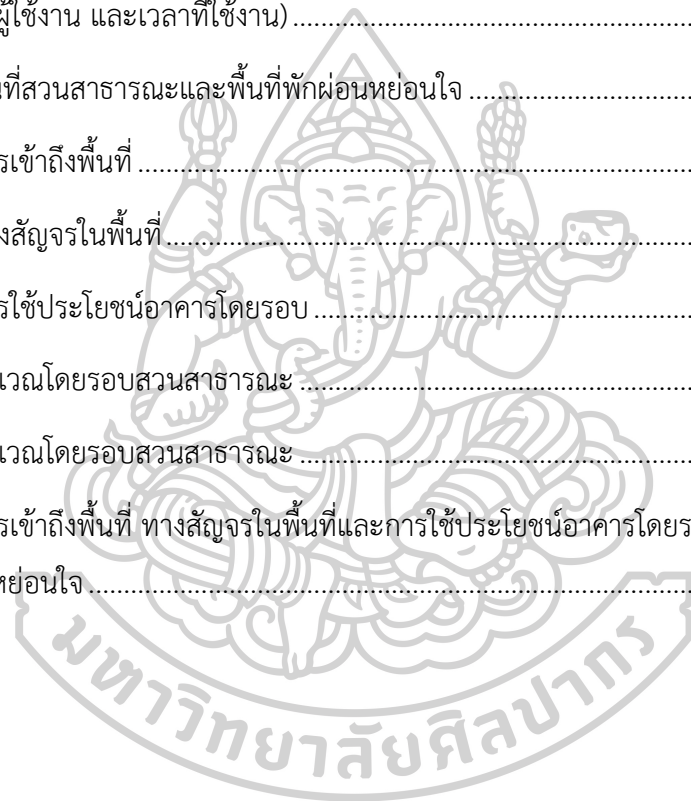 ผู้ใช้งาน และเวลาที่ใช้งาน)
ที่สวนสาธารณะและพื้นที่พักผ่อนหย่อนใจ
เข้าถึงพื้นที่
สัญจรในพื้นที่
ใช้ประโยชน์อาคารโดยรอบ
เวณโดยรอบสวนสาธารณะ
เวณโดยรอบสวนสาธารณะ
เข้าถึงพื้นที่ ทางสัญจรในพื้นที่และการใช้ประโยชน์อาคารโดยร
หย่อนใจ
มหาวิทยาลัยศิลปากร